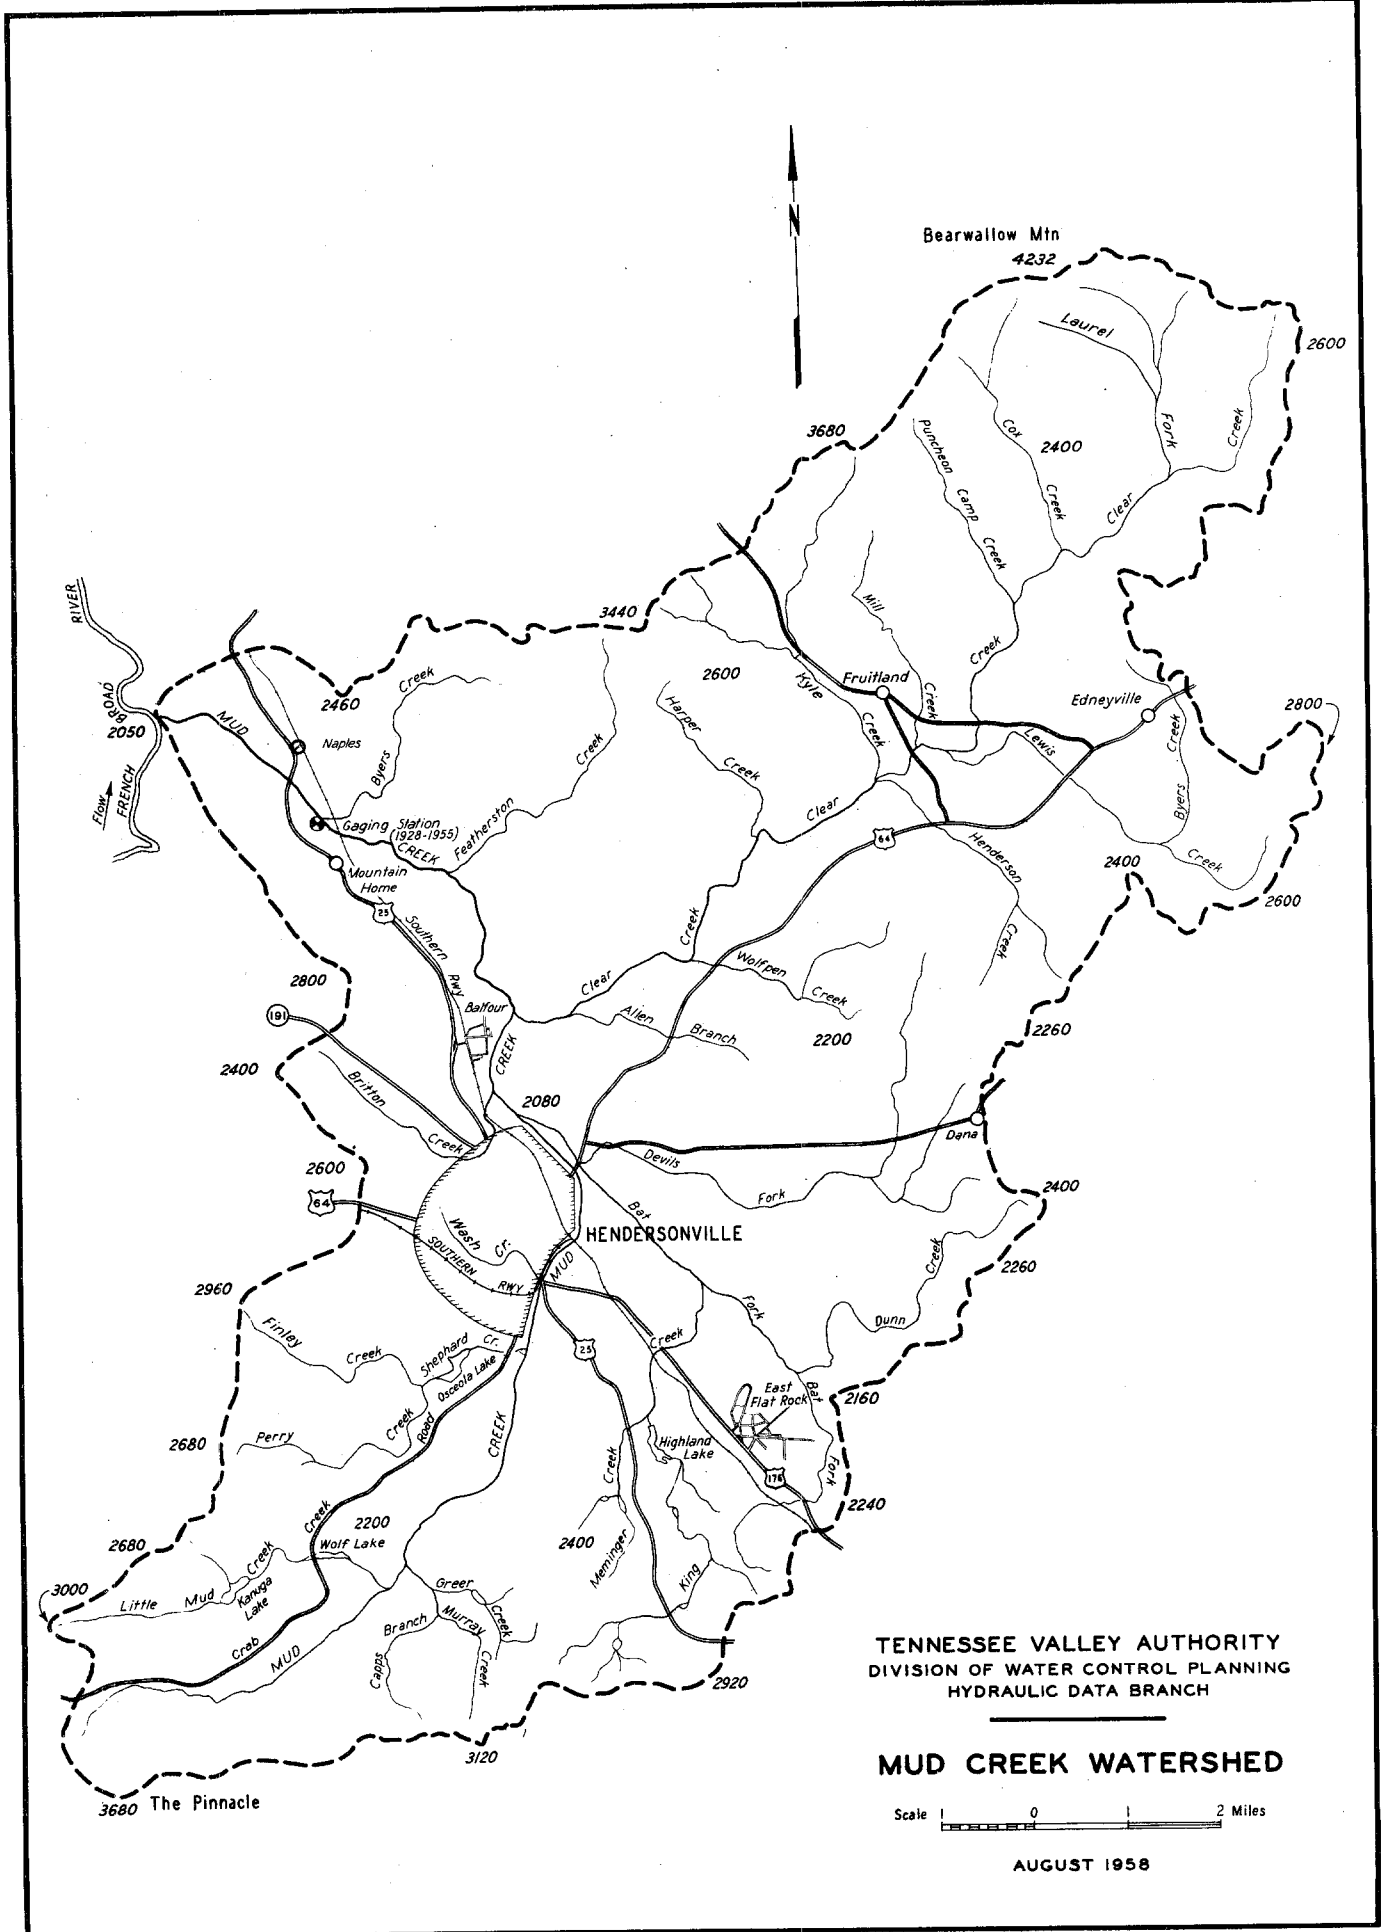 N
Bearwallow Mtn
4232
Laurel
Fork
Creek
2600
3680
Puncheon
Camp
Creek
Cox
Creek
2400
Clear
Creek
Mill
Creek
3440
RIVER
BROAD
FRENCH
Flow
2050
MUD
2460
Naples
Creek
Byers
Gaging Station
(1928-1955)
CREEK
Featherston
Creek
2600
Harper
Creek
Kyle
Creek
Fruitland
Edneyville
2800
Lewis
Creek
Byers
Creek
Clear
64
Henderson
Creek
2400
2600
Mountain
Home
25
Southern
Rwy
Creek
Clear
Wolfpen
Creek
Allen
Branch
2200
2800
191
Balfour
CREEK
2400
Britton
Creek
2080
2260
Dana
Devils
Fork
2600
64
2400
Wash
Cr.
SOUTHERN
RWY
HENDERSONVILLE
MUD
Bat
Fork
Creek
Dunn
2260
2960
Finley
Creek
Shephard
Cr.
Osceola Lake
25
Creek
East
Flat Rock
Bat
Fork
2160
2680
Perry
Creek
Road
CREEK
Highland
Lake
Creek
176
2240
Creek
2200
Wolf Lake
2400
Meminger
King
2680
3000
Little
Mud
Creek
Kanuga
Lake
Greer
Creek
Branch
Murray
Creek
Capps
Crab
MUD
2920
3120
3680 The Pinnacle
TENNESSEE VALLEY AUTHORITY
DIVISION OF WATER CONTROL PLANNING
HYDRAULIC DATA BRANCH
MUD CREEK WATERSHED
Scale 1 0 1 2 Miles
AUGUST 1958